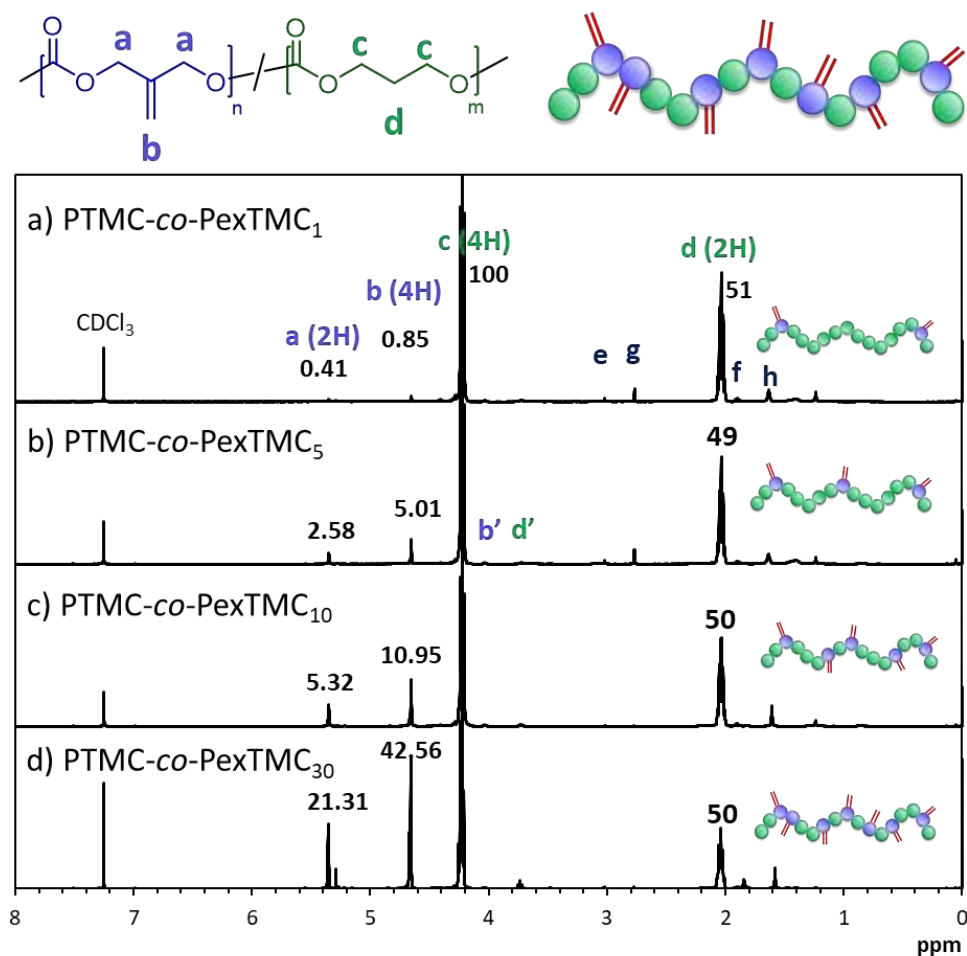 O
a a
O O n
b
O
c c
O O m
d
a) PTMC-co-PexTMC1
CDCl3
a (2H)
0.41
b (4H)
0.85
c (4H)
100
e g
d (2H)
51
f h
b) PTMC-co-PexTMC5
2.58
5.01
b’ d’
49
c) PTMC-co-PexTMC10
5.32
10.95
50
d) PTMC-co-PexTMC30
21.31
42.56
50
8 7 6 5 4 3 2 1 0
ppm